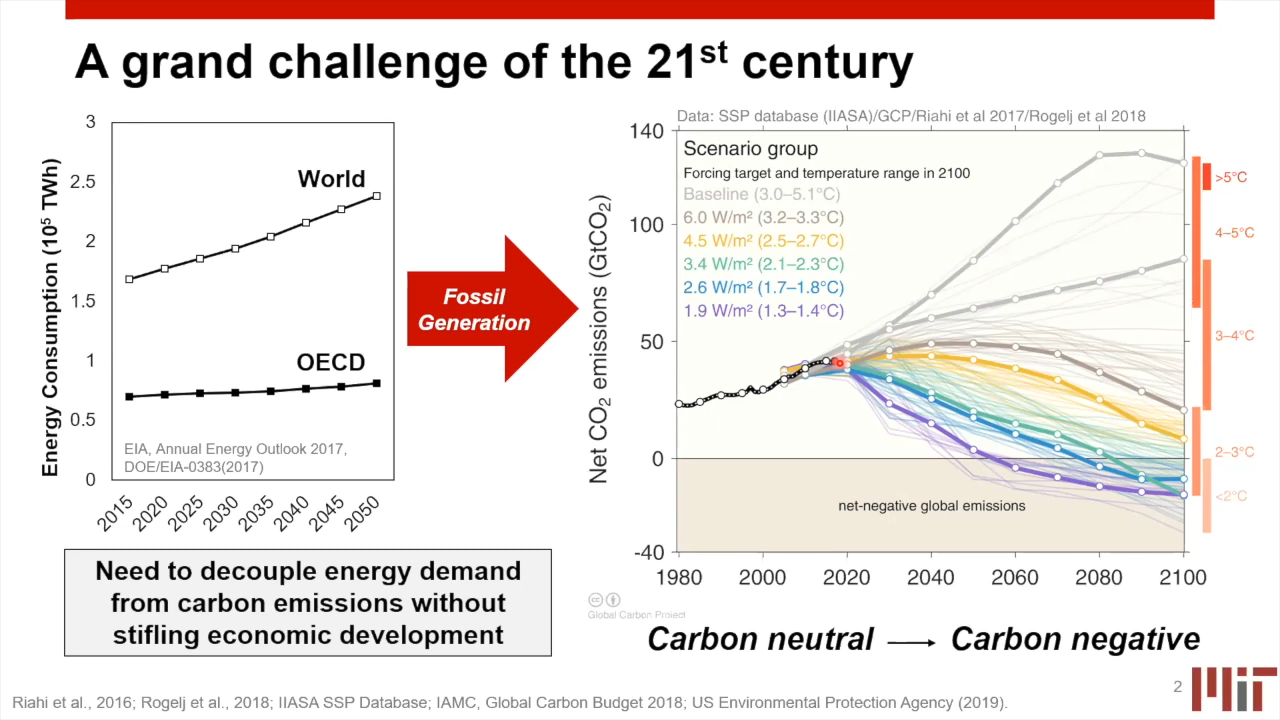 A grand challenge of the 21st century
Energy Consumption (10⁵ TWh)
3
2.5
2
1.5
1
0.5
0
World
OECD
EIA, Annual Energy Outlook 2017,
DOE/EIA-0383(2017)
2015
2020
2025
2030
2035
2040
2045
2050
Fossil
Generation
Need to decouple energy demand
from carbon emissions without
stifling economic development
Data: SSP database (IIASA)/GCP/Riahi et al 2017/Rogelj et al 2018
Net CO₂ emissions (GtCO₂)
140
100
50
0
-40
Scenario group
Forcing target and temperature range in 2100
Baseline (3.0–5.1°C)
6.0 W/m² (3.2–3.3°C)
4.5 W/m² (2.5–2.7°C)
3.4 W/m² (2.1–2.3°C)
2.6 W/m² (1.7–1.8°C)
1.9 W/m² (1.3–1.4°C)
net-negative global emissions
>5°C
4–5°C
3–4°C
2–3°C
<2°C
1980
2000
2020
2040
2060
2080
2100
cc
Global Carbon Project
Carbon neutral → Carbon negative
2
MIT
Riahi et al., 2016; Rogelj et al., 2018; IIASA SSP Database; IAMC, Global Carbon Budget 2018; US Environmental Protection Agency (2019).